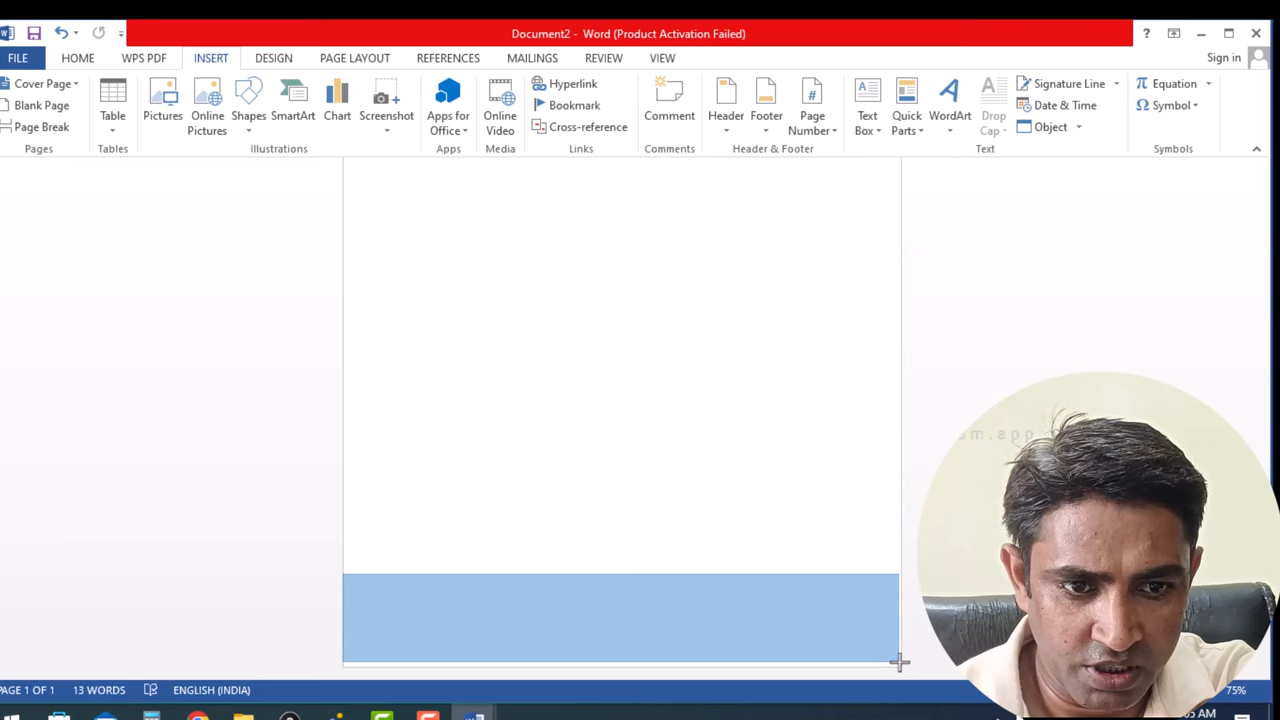 Document2 - Word (Product Activation Failed)
FILE HOME WPS PDF INSERT DESIGN PAGE LAYOUT REFERENCES MAILINGS REVIEW VIEW Sign in
Cover Page
Blank Page
Page Break
Pages
Table
Tables
Pictures
Online Pictures
Shapes
SmartArt
Chart
Screenshot
Illustrations
Apps for Office
Apps
Online Video
Media
Hyperlink
Bookmark
Cross-reference
Links
Comment
Comments
Header
Footer
Page Number
Header & Footer
Text Box
Quick Parts
WordArt
Drop Cap
Signature Line
Date & Time
Object
Text
Equation
Symbol
Symbols
am.app
PAGE 1 OF 1 13 WORDS ENGLISH (INDIA) 75%